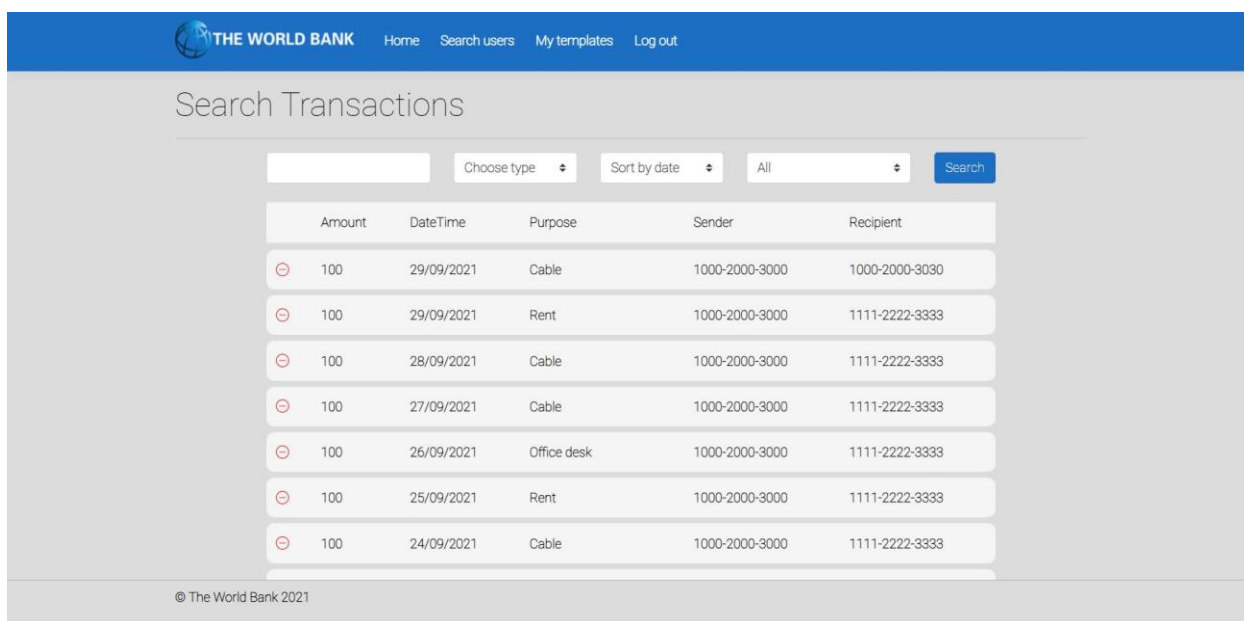 THE WORLD BANK Home Search users My templates Log out
Search Transactions
Choose type Sort by date All Search
Amount DateTime Purpose Sender Recipient
100 29/09/2021 Cable 1000-2000-3000 1000-2000-3030
100 29/09/2021 Rent 1000-2000-3000 1111-2222-3333
100 28/09/2021 Cable 1000-2000-3000 1111-2222-3333
100 27/09/2021 Cable 1000-2000-3000 1111-2222-3333
100 26/09/2021 Office desk 1000-2000-3000 1111-2222-3333
100 25/09/2021 Rent 1000-2000-3000 1111-2222-3333
100 24/09/2021 Cable 1000-2000-3000 1111-2222-3333
© The World Bank 2021